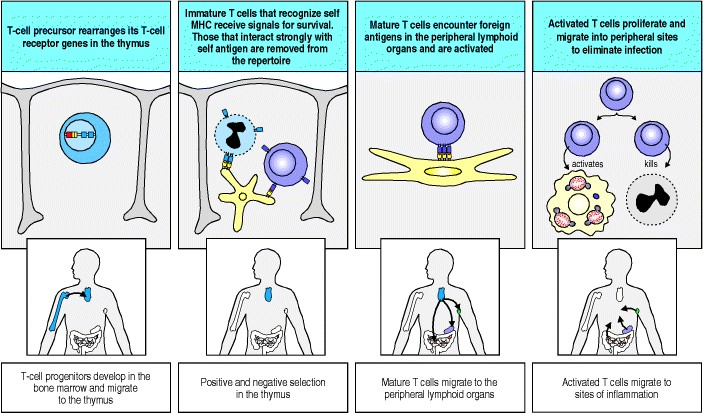 T-cell precursor rearranges its T-cell
receptor genes in the thymus
Immature T cells that recognize self
MHC receive signals for survival.
Those that interact strongly with
self antigen are removed from
the repertoire
Mature T cells encounter foreign
antigens in the peripheral lymphoid
organs and are activated
Activated T cells proliferate and
migrate into peripheral sites
to eliminate infection
activates
kills
T-cell progenitors develop in the
bone marrow and migrate
to the thymus
Positive and negative selection
in the thymus
Mature T cells migrate to the
peripheral lymphoid organs
Activated T cells migrate to
sites of inflammation